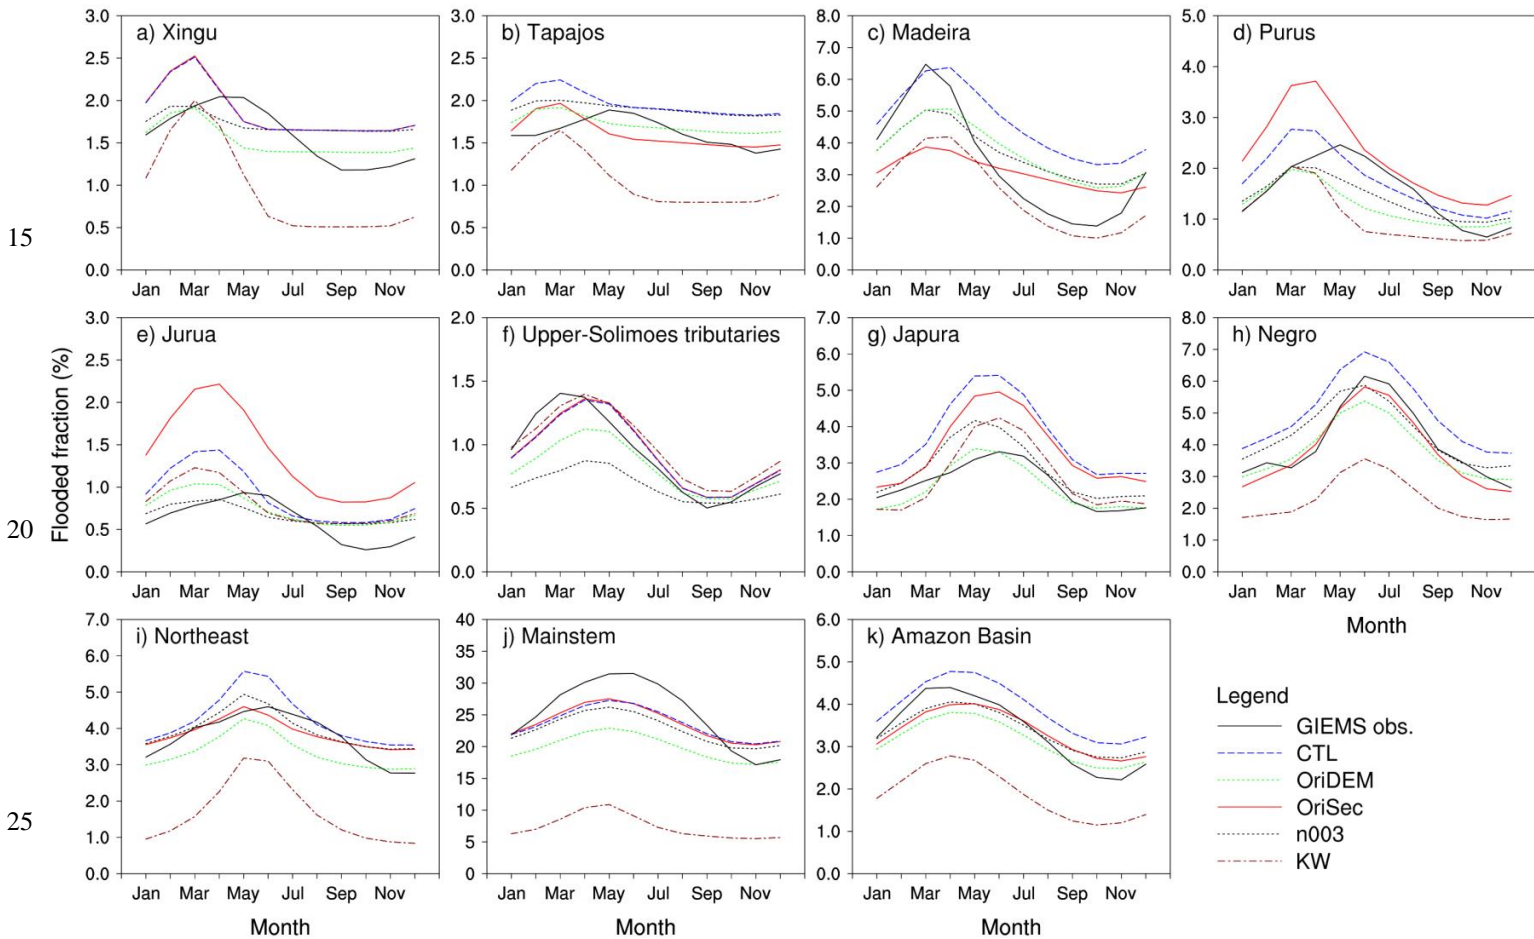 a) Xingu
3.0
2.5
2.0
1.5
1.0
0.5
0.0
Jan Mar May Jul Sep Nov
b) Tapajos
3.0
2.5
2.0
1.5
1.0
0.5
0.0
Jan Mar May Jul Sep Nov
c) Madeira
8.0
7.0
6.0
5.0
4.0
3.0
2.0
1.0
0.0
Jan Mar May Jul Sep Nov
d) Purus
5.0
4.0
3.0
2.0
1.0
0.0
Jan Mar May Jul Sep Nov
15
Flooded fraction (%)
e) Jurua
3.0
2.5
2.0
1.5
1.0
0.5
0.0
Jan Mar May Jul Sep Nov
f) Upper-Solimoes tributaries
2.0
1.5
1.0
0.5
0.0
Jan Mar May Jul Sep Nov
g) Japura
7.0
6.0
5.0
4.0
3.0
2.0
1.0
0.0
Jan Mar May Jul Sep Nov
h) Negro
8.0
7.0
6.0
5.0
4.0
3.0
2.0
1.0
0.0
Jan Mar May Jul Sep Nov
Month
20
i) Northeast
7.0
6.0
5.0
4.0
3.0
2.0
1.0
0.0
Jan Mar May Jul Sep Nov
Month
j) Mainstem
40
35
30
25
20
15
10
5
0
Jan Mar May Jul Sep Nov
Month
k) Amazon Basin
6.0
5.0
4.0
3.0
2.0
1.0
0.0
Jan Mar May Jul Sep Nov
Month
25
Legend
GIEMS obs.
CTL
OriDEM
OriSec
n003
KW